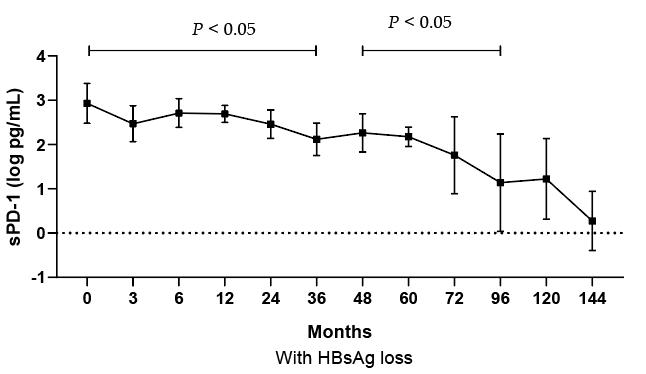 P < 0.05
P < 0.05
4
3
2
1
0
-1
sPD-1 (log pg/mL)
0 3 6 12 24 36 48 60 72 96 120 144
Months
With HBsAg loss